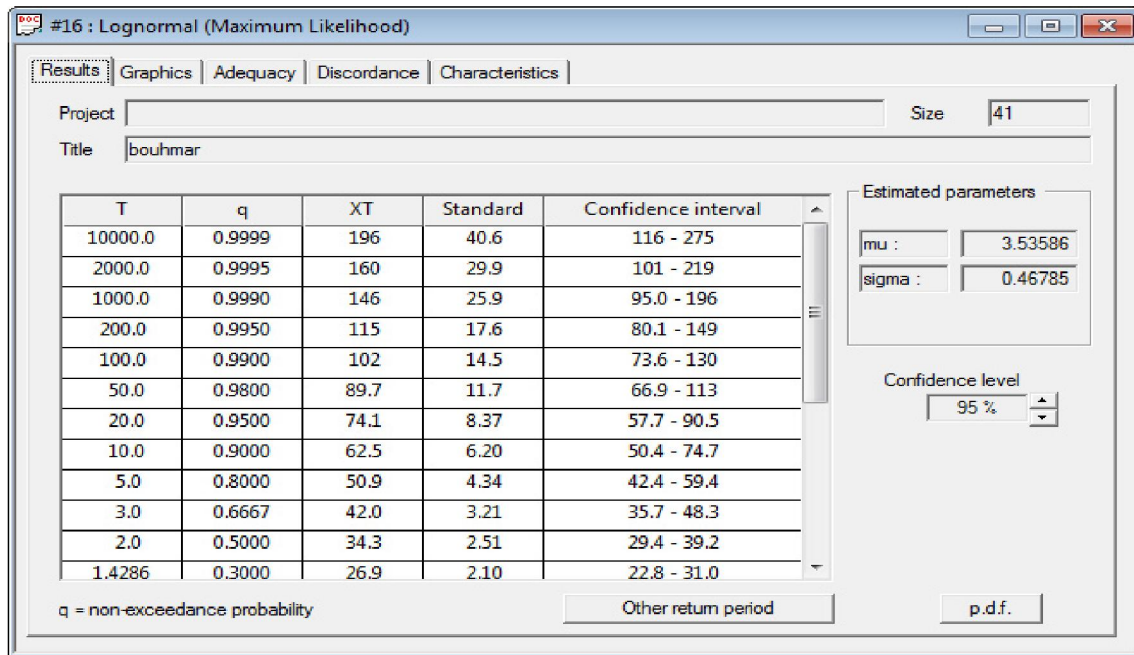 DOC #16 : Lognormal (Maximum Likelihood)
Results Graphics Adequacy Discordance Characteristics
Project Size 41
Title bouhmar
T q XT Standard Confidence interval
10000.0 0.9999 196 40.6 116 - 275
2000.0 0.9995 160 29.9 101 - 219
1000.0 0.9990 146 25.9 95.0 - 196
200.0 0.9950 115 17.6 80.1 - 149
100.0 0.9900 102 14.5 73.6 - 130
50.0 0.9800 89.7 11.7 66.9 - 113
20.0 0.9500 74.1 8.37 57.7 - 90.5
10.0 0.9000 62.5 6.20 50.4 - 74.7
5.0 0.8000 50.9 4.34 42.4 - 59.4
3.0 0.6667 42.0 3.21 35.7 - 48.3
2.0 0.5000 34.3 2.51 29.4 - 39.2
1.4286 0.3000 26.9 2.10 22.8 - 31.0
Estimated parameters
mu : 3.53586
sigma : 0.46785
Confidence level
95 %
q = non-exceedance probability
Other return period
p.d.f.